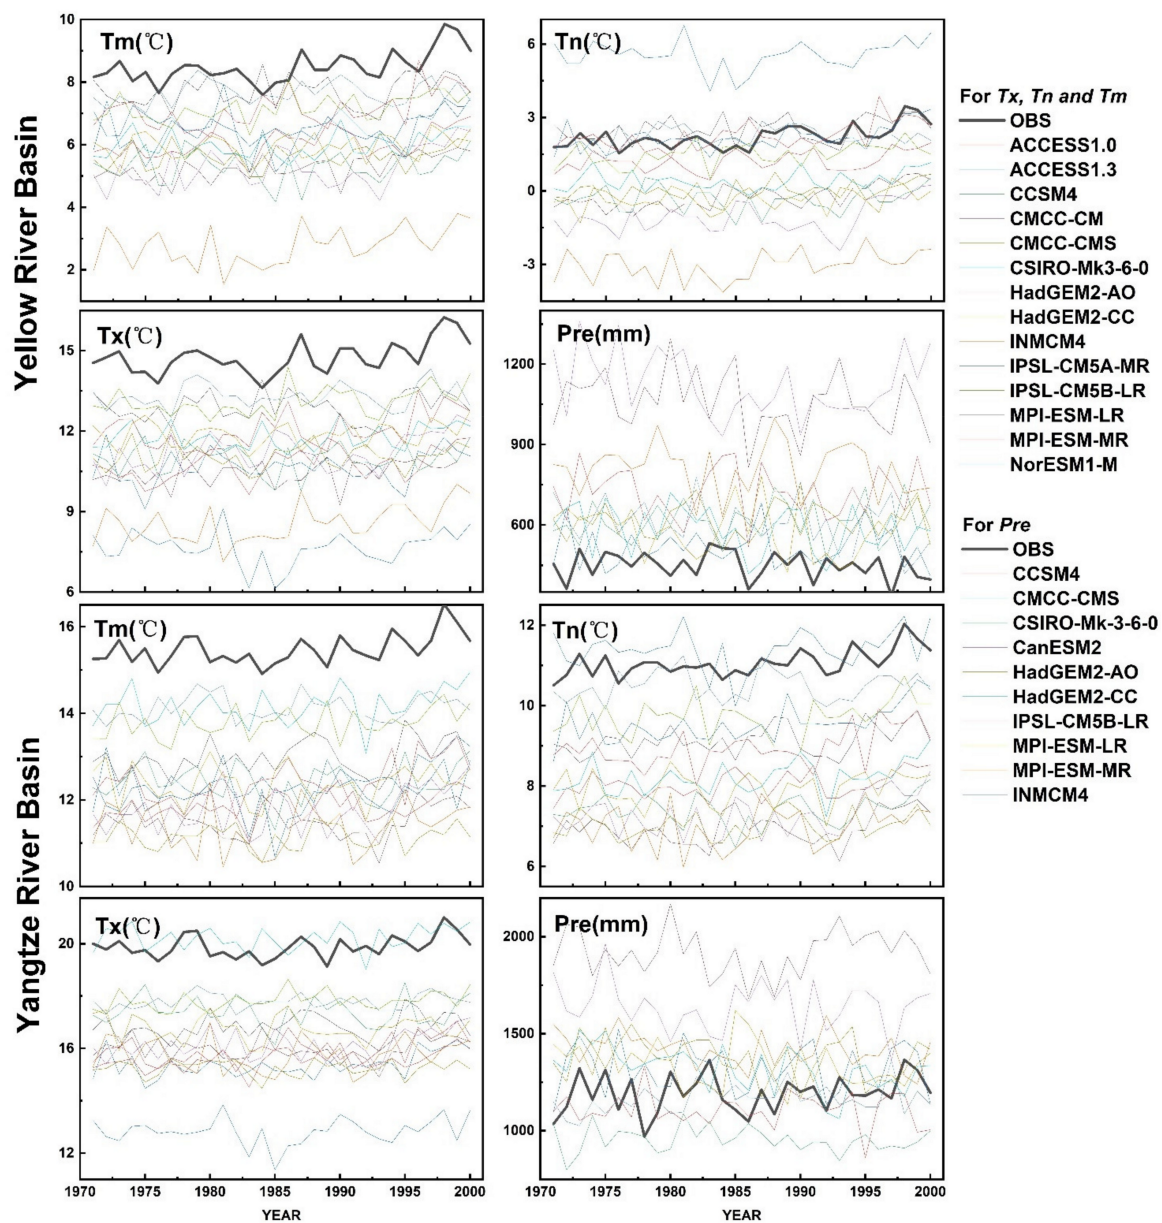 Yellow River Basin
Tm(℃)
10
8
6
4
2
Tn(℃)
6
3
0
-3
Tx(℃)
15
12
9
6
Pre(mm)
1200
900
600
Yangtze River Basin
Tm(℃)
16
14
12
10
Tn(℃)
12
10
8
6
Tx(℃)
20
16
12
1970 1975 1980 1985 1990 1995 2000
YEAR
Pre(mm)
2000
1500
1000
1970 1975 1980 1985 1990 1995 2000
YEAR
For Tx, Tn and Tm
OBS
ACCESS1.0
ACCESS1.3
CCSM4
CMCC-CM
CMCC-CMS
CSIRO-Mk3-6-0
HadGEM2-AO
HadGEM2-CC
INMCM4
IPSL-CM5A-MR
IPSL-CM5B-LR
MPI-ESM-LR
MPI-ESM-MR
NorESM1-M
For Pre
OBS
CCSM4
CMCC-CMS
CSIRO-Mk-3-6-0
CanESM2
HadGEM2-AO
HadGEM2-CC
IPSL-CM5B-LR
MPI-ESM-LR
MPI-ESM-MR
INMCM4